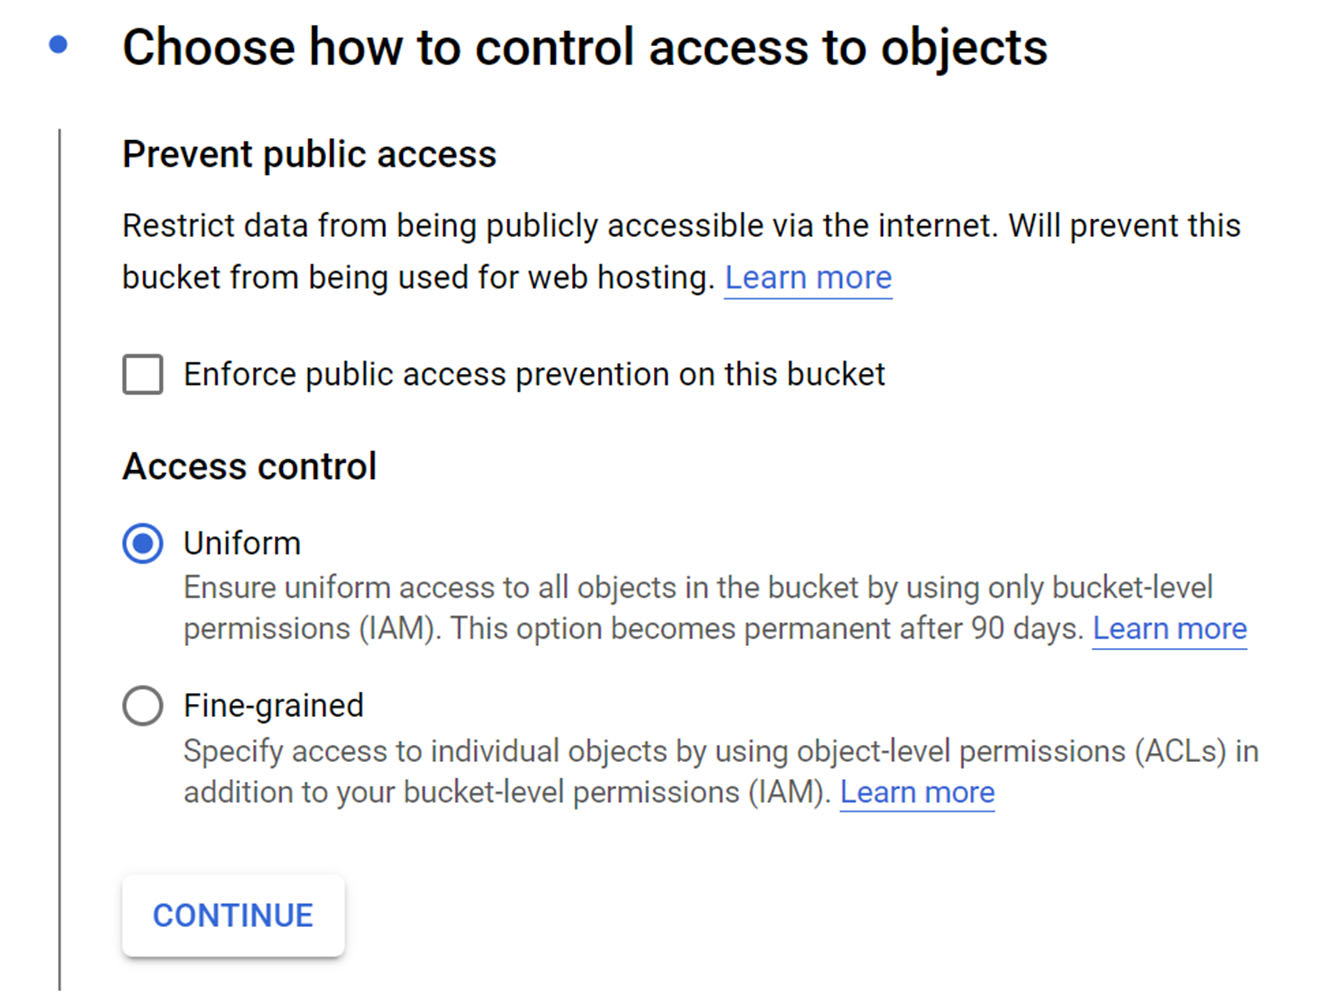 Choose how to control access to objects
Prevent public access
Restrict data from being publicly accessible via the internet. Will prevent this
bucket from being used for web hosting. Learn more
Enforce public access prevention on this bucket
Access control
Uniform
Ensure uniform access to all objects in the bucket by using only bucket-level
permissions (IAM). This option becomes permanent after 90 days. Learn more
Fine-grained
Specify access to individual objects by using object-level permissions (ACLs) in
addition to your bucket-level permissions (IAM). Learn more
CONTINUE